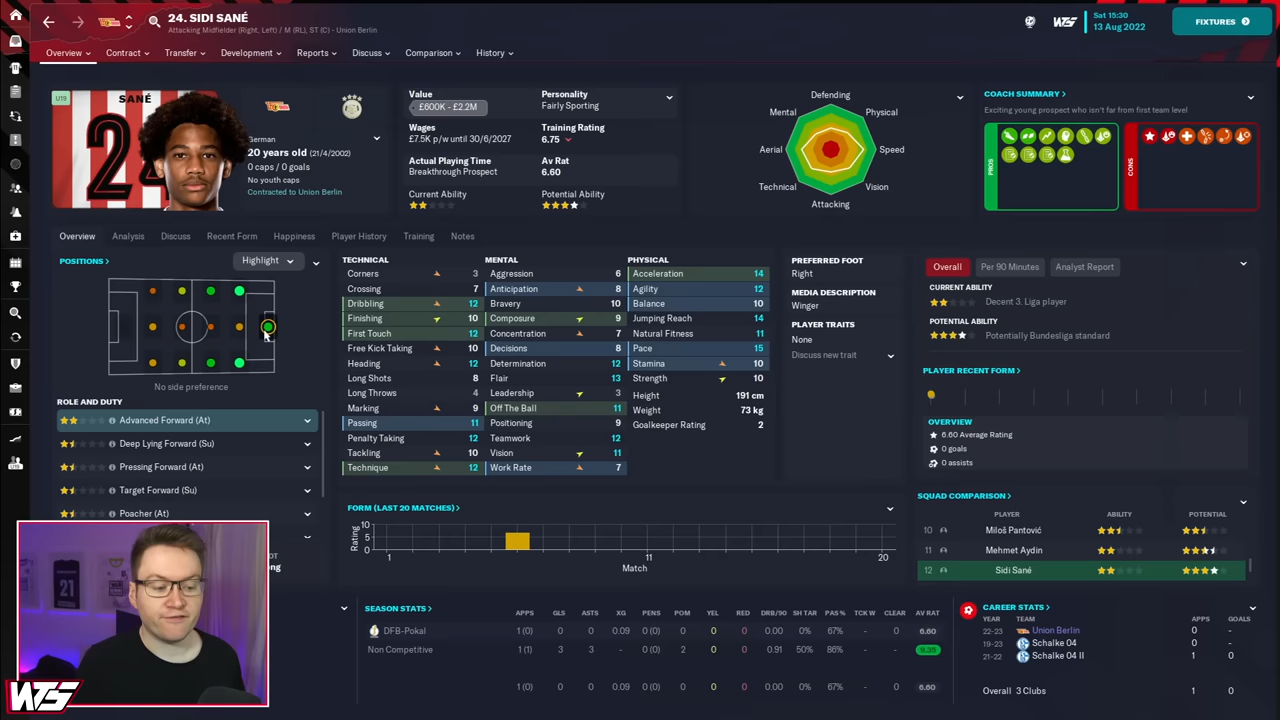 24. SIDI SANÉ
Attacking Midfielder (Right, Left) / M (RL), ST (C) - Union Berlin
Sat 15:30
13 Aug 2022
FIXTURES
Overview
Contract
Transfer
Development
Reports
Discuss
Comparison
History
U19
SANÉ
24
German
20 years old (21/4/2002)
0 caps / 0 goals
No youth caps
Contracted to Union Berlin
Value
£600K - £2.2M
Wages
£7.5K p/w until 30/6/2027
Actual Playing Time
Breakthrough Prospect
Current Ability
Personality
Fairly Sporting
Training Rating
6.75
Av Rat
6.60
Potential Ability
Defending
Mental
Physical
Aerial
Speed
Technical
Vision
Attacking
COACH SUMMARY
Exciting young prospect who isn't far from first team level
PROS
CONS
Overview
Analysis
Discuss
Recent Form
Happiness
Player History
Training
Notes
POSITIONS
Highlight
No side preference
ROLE AND DUTY
Advanced Forward (At)
Deep Lying Forward (Su)
Pressing Forward (At)
Target Forward (Su)
Poacher (At)
TECHNICAL
Corners 3
Crossing 7
Dribbling 12
Finishing 10
First Touch 12
Free Kick Taking 10
Heading 12
Long Shots 8
Long Throws 4
Marking 9
Passing 11
Penalty Taking 12
Tackling 10
Technique 12
MENTAL
Aggression 6
Anticipation 8
Bravery 10
Composure 9
Concentration 7
Decisions 8
Determination 12
Flair 13
Leadership 3
Off The Ball 11
Positioning 9
Teamwork 12
Vision 11
Work Rate 7
PHYSICAL
Acceleration 14
Agility 12
Balance 10
Jumping Reach 14
Natural Fitness 11
Pace 15
Stamina 10
Strength 10
Height 191 cm
Weight 73 kg
Goalkeeper Rating 2
PREFERRED FOOT
Right
MEDIA DESCRIPTION
Winger
PLAYER TRAITS
None
Discuss new trait
Overall
Per 90 Minutes
Analyst Report
CURRENT ABILITY
Decent 3. Liga player
POTENTIAL ABILITY
Potentially Bundesliga standard
PLAYER RECENT FORM
OVERVIEW
6.60 Average Rating
0 goals
0 assists
FORM (LAST 20 MATCHES)
Rating
10
5
0
1
11
20
Match
SQUAD COMPARISON
PLAYER ABILITY POTENTIAL
10 Miloš Pantović
11 Mehmet Aydin
12 Sidi Sané
SEASON STATS APPS GLS ASTS XG PENS POM YEL RED DRB/90 SH TAR PAS % TCK W CLEAR AV RAT
DFB-Pokal 1 (0) 0 0 0.09 0 (0) 0 0 0 0.00 0% 67% - 0 6.60
Non Competitive 1 (1) 3 3 - 0 (0) 2 0 0 0.91 50% 86% - - 9.35
1 (0) 0 0 0.09 0 (0) 0 0 0 0.00 0% 67% - 0 6.60
CAREER STATS
YEAR TEAM APPS GOALS
22-23 Union Berlin 0 -
19-23 Schalke 04 0 -
21-22 Schalke 04 II 1 0
Overall 3 Clubs 1 0
21
WTS